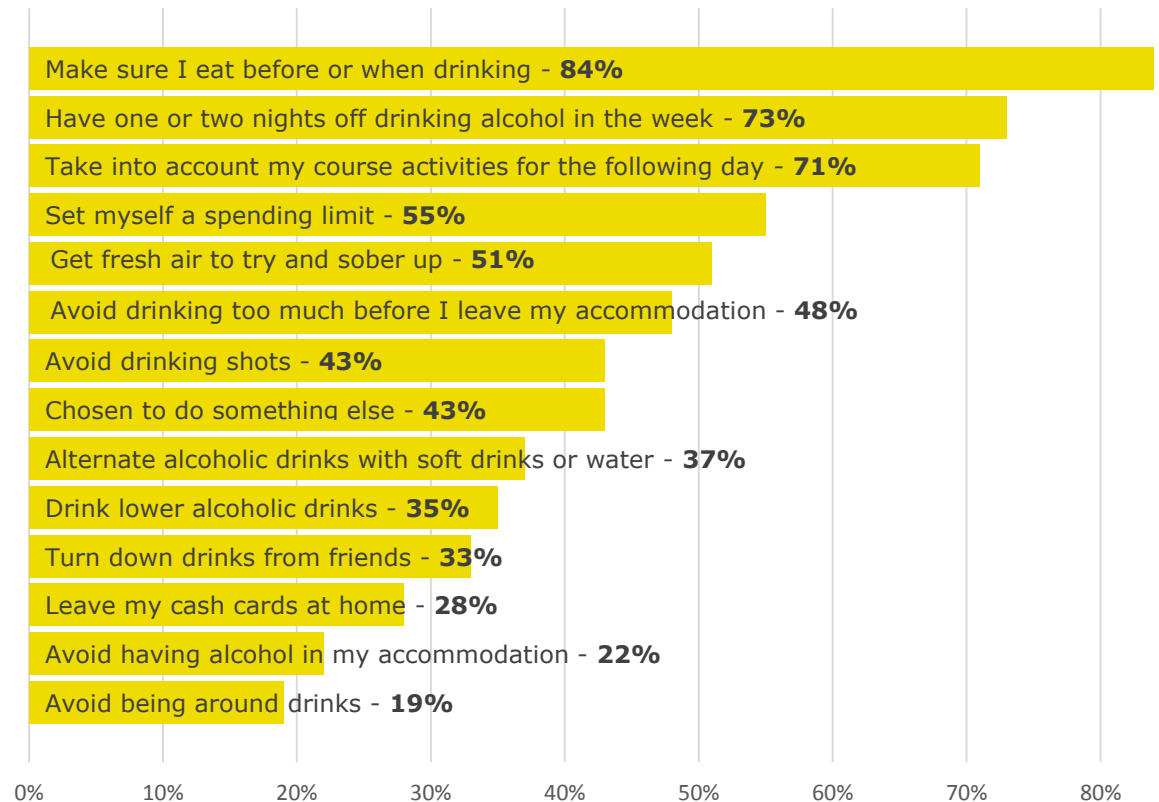 Make sure I eat before or when drinking - 84%
Have one or two nights off drinking alcohol in the week - 73%
Take into account my course activities for the following day - 71%
Set myself a spending limit - 55%
Get fresh air to try and sober up - 51%
Avoid drinking too much before I leave my accommodation - 48%
Avoid drinking shots - 43%
Chosen to do something else - 43%
Alternate alcoholic drinks with soft drinks or water - 37%
Drink lower alcoholic drinks - 35%
Turn down drinks from friends - 33%
Leave my cash cards at home - 28%
Avoid having alcohol in my accommodation - 22%
Avoid being around drinks - 19%
0% 10% 20% 30% 40% 50% 60% 70% 80%